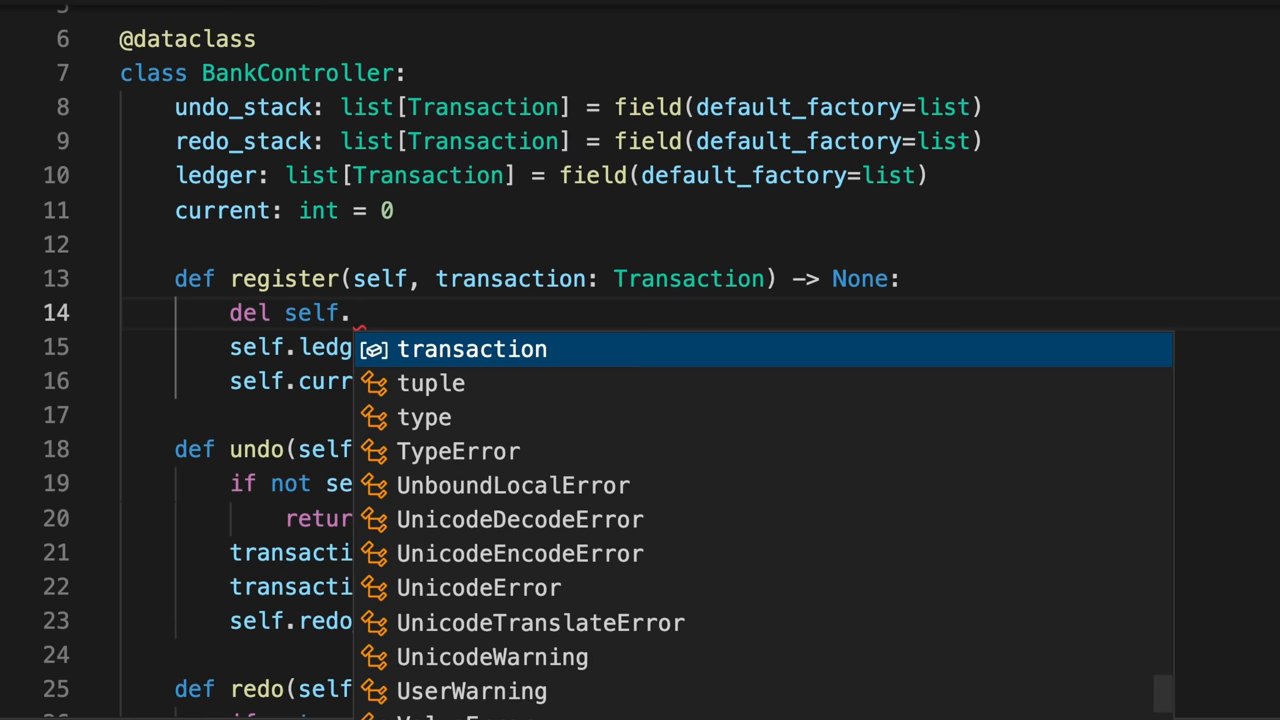 5
6 @dataclass
7 class BankController:
8 undo_stack: list[Transaction] = field(default_factory=list)
9 redo_stack: list[Transaction] = field(default_factory=list)
10 ledger: list[Transaction] = field(default_factory=list)
11 current: int = 0
12
13 def register(self, transaction: Transaction) -> None:
14 del self.
15 self.ledg transaction
16 self.curr tuple
17 type
18 def undo(self TypeError
19 if not se UnboundLocalError
20 retur UnicodeDecodeError
21 transacti UnicodeEncodeError
22 transacti UnicodeError
23 self.redo UnicodeTranslateError
24 UnicodeWarning
25 def redo(self UserWarning